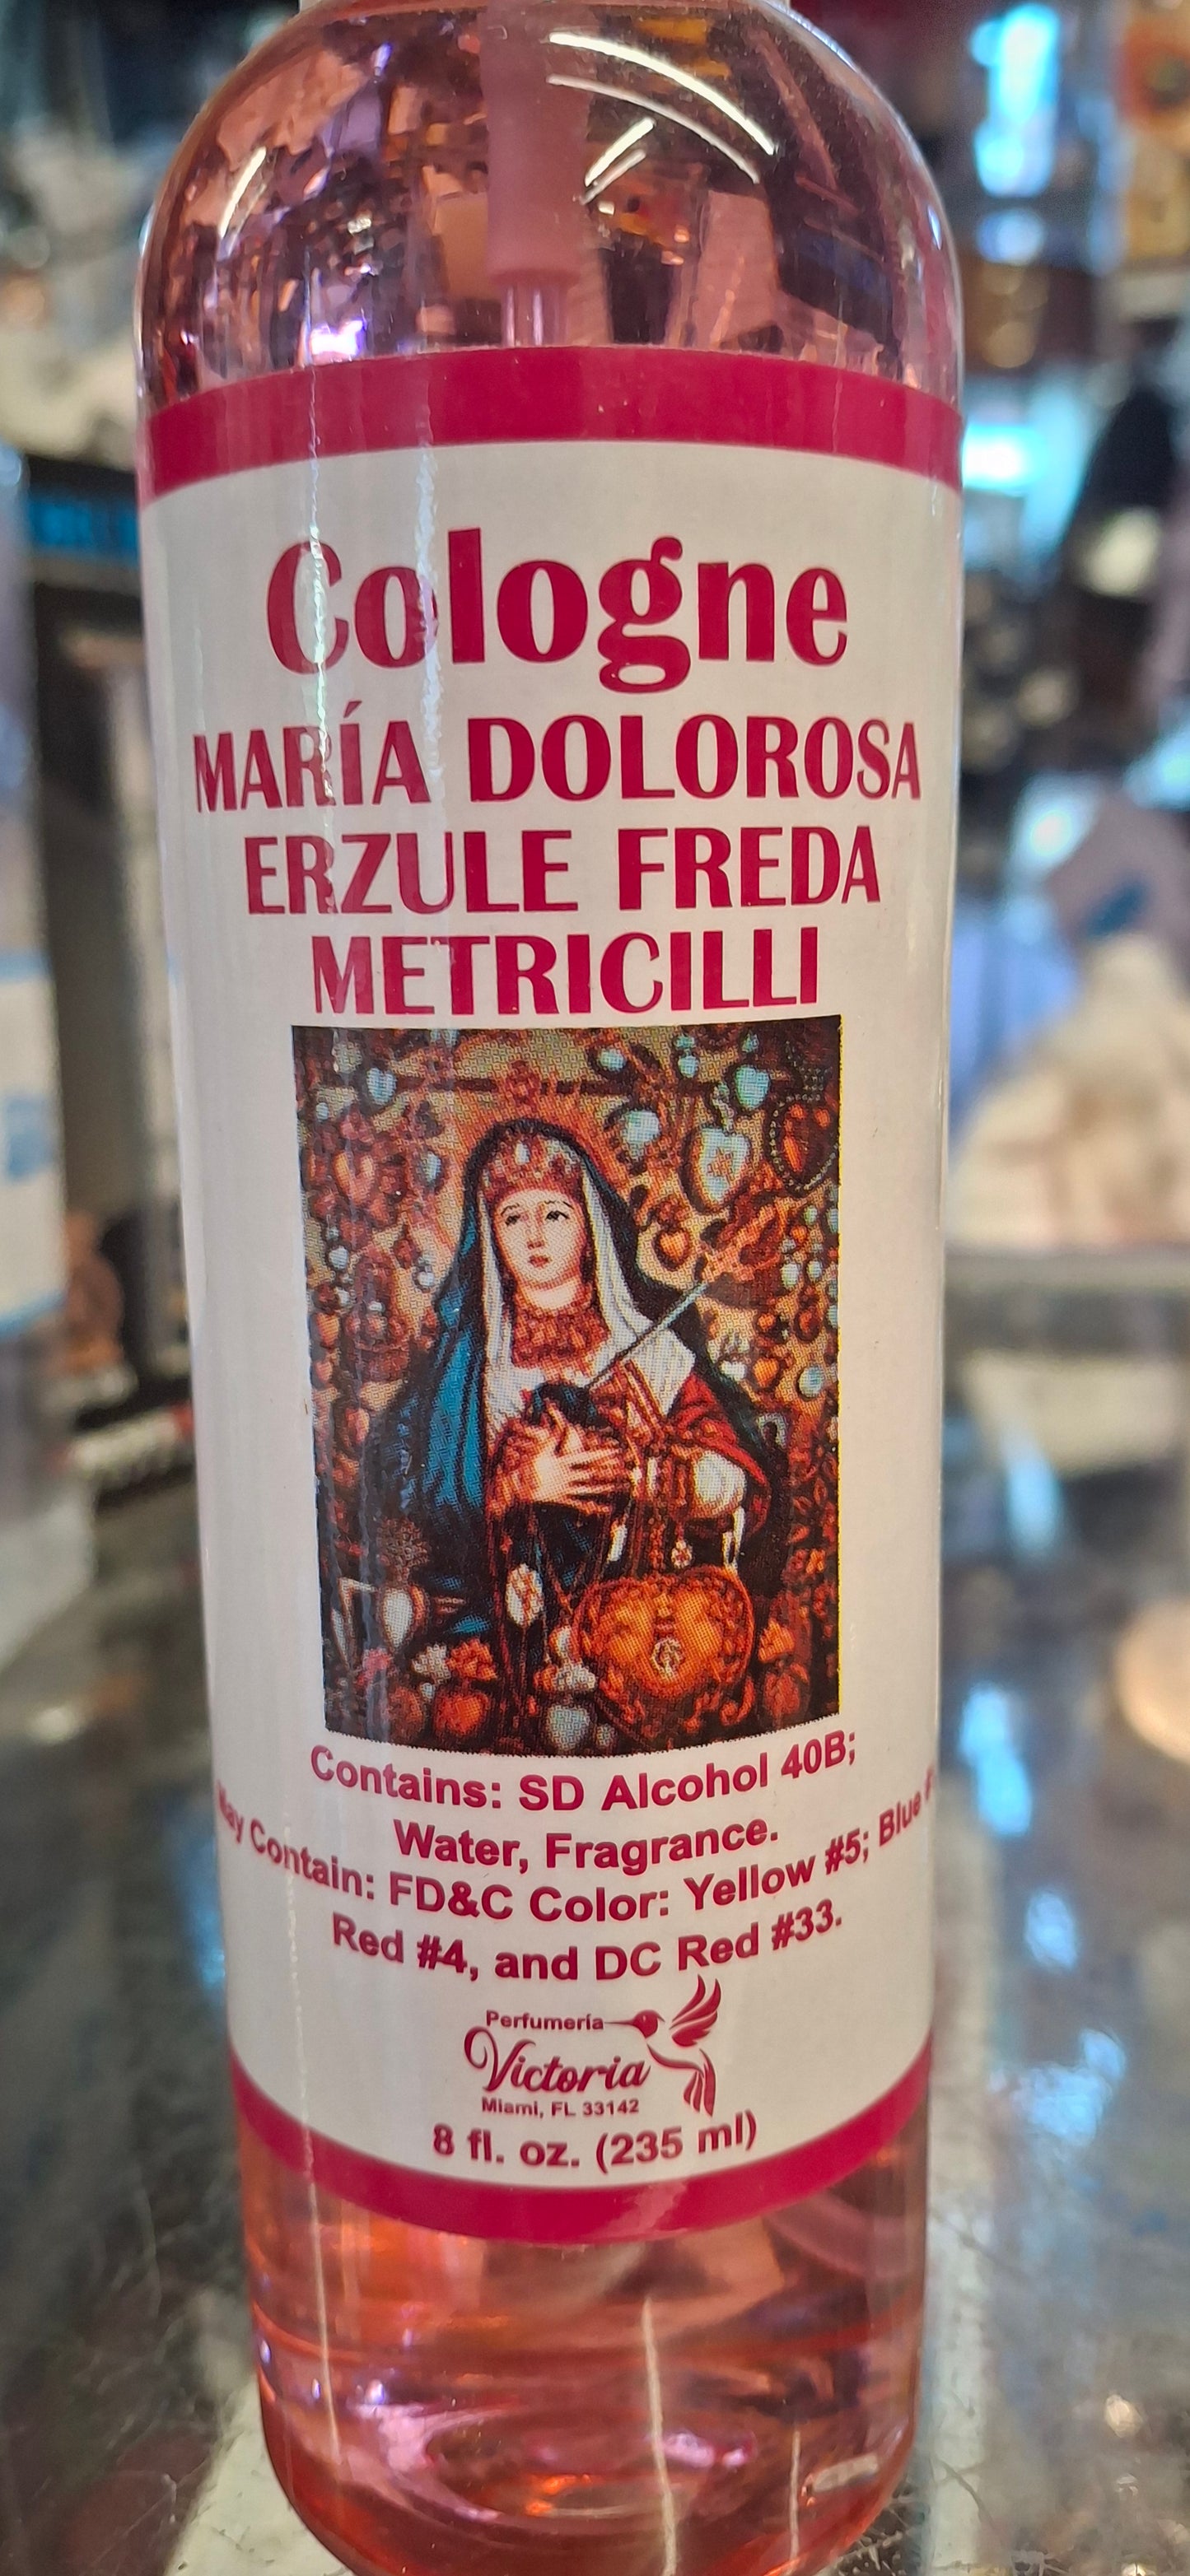 Cologne
MARÍA DOLOROSA
ERZULE FREDA
METRICILLI
Contains: SD Alcohol 40B;
Water, Fragrance.
May Contain: FD&C Color: Yellow #5; Blue
Red #4, and DC Red #33.
Perfumería
Victoria
Miami, FL 33142
8 fl. oz. (235 ml)